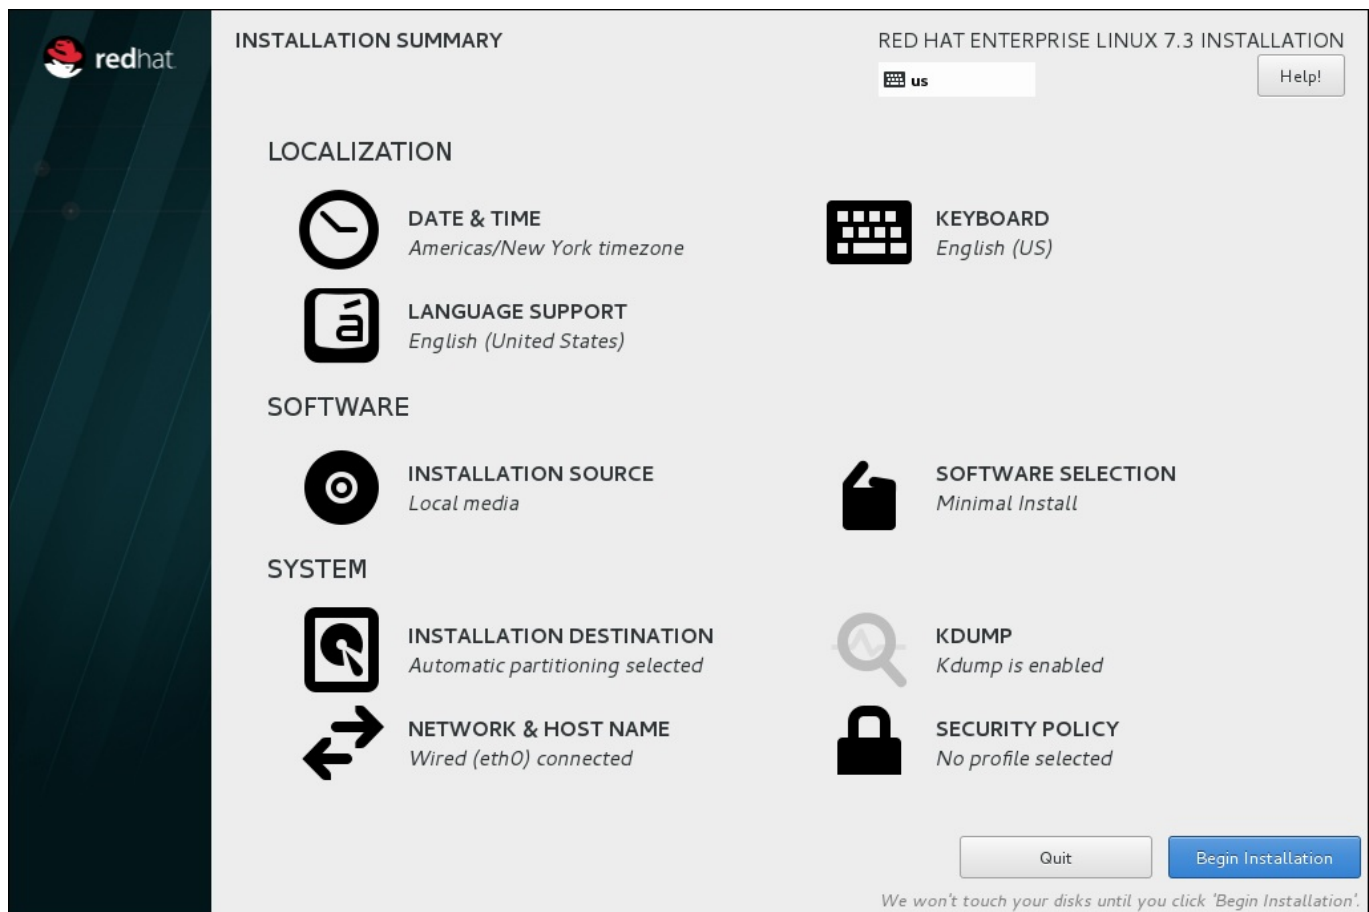 redhat.
INSTALLATION SUMMARY
RED HAT ENTERPRISE LINUX 7.3 INSTALLATION
us
Help!
LOCALIZATION
DATE & TIME
Americas/New York timezone
KEYBOARD
English (US)
á
LANGUAGE SUPPORT
English (United States)
SOFTWARE
INSTALLATION SOURCE
Local media
SOFTWARE SELECTION
Minimal Install
SYSTEM
INSTALLATION DESTINATION
Automatic partitioning selected
KDUMP
Kdump is enabled
NETWORK & HOST NAME
Wired (eth0) connected
SECURITY POLICY
No profile selected
Quit
Begin Installation
We won't touch your disks until you click 'Begin Installation'.